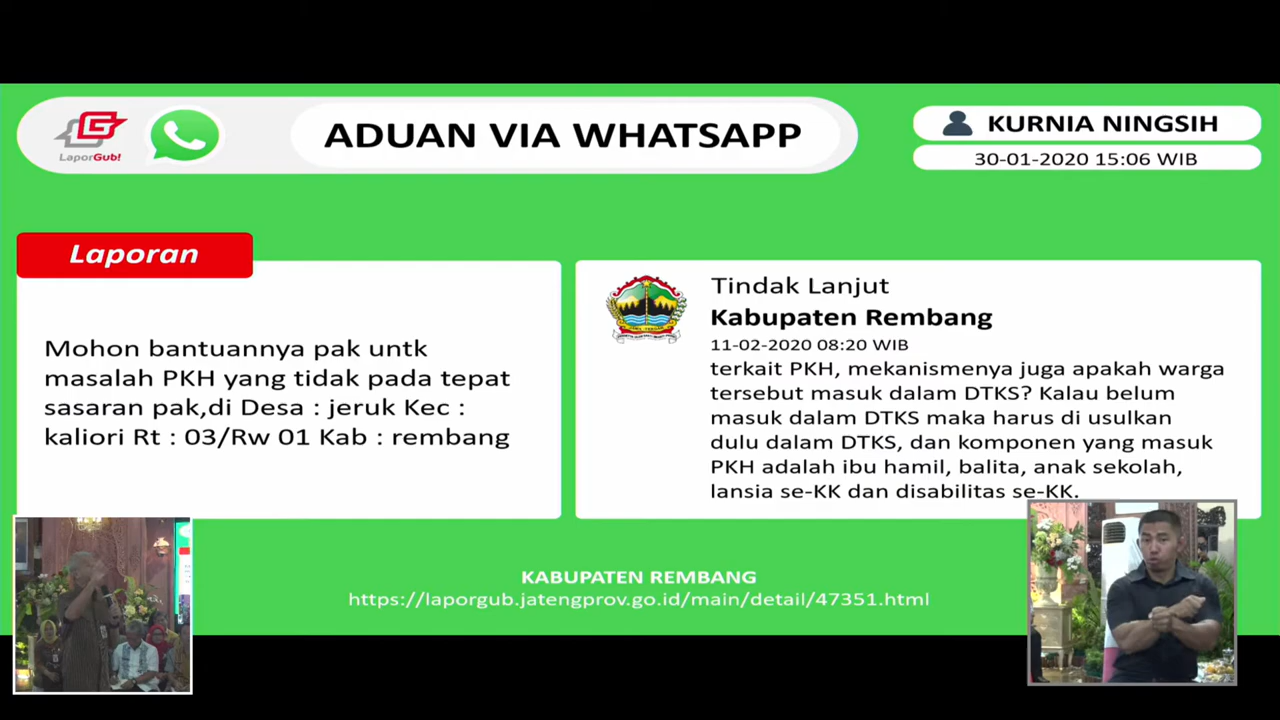 LaporGub!
ADUAN VIA WHATSAPP
KURNIA NINGSIH
30-01-2020 15:06 WIB
Laporan
Mohon bantuannya pak untk
masalah PKH yang tidak pada tepat
sasaran pak,di Desa : jeruk Kec :
kaliori Rt : 03/Rw 01 Kab : rembang
Tindak Lanjut
Kabupaten Rembang
11-02-2020 08:20 WIB
terkait PKH, mekanismenya juga apakah warga
tersebut masuk dalam DTKS? Kalau belum
masuk dalam DTKS maka harus di usulkan
dulu dalam DTKS, dan komponen yang masuk
PKH adalah ibu hamil, balita, anak sekolah,
lansia se-KK dan disabilitas se-KK.
KABUPATEN REMBANG
https://laporgub.jatengprov.go.id/main/detail/47351.html